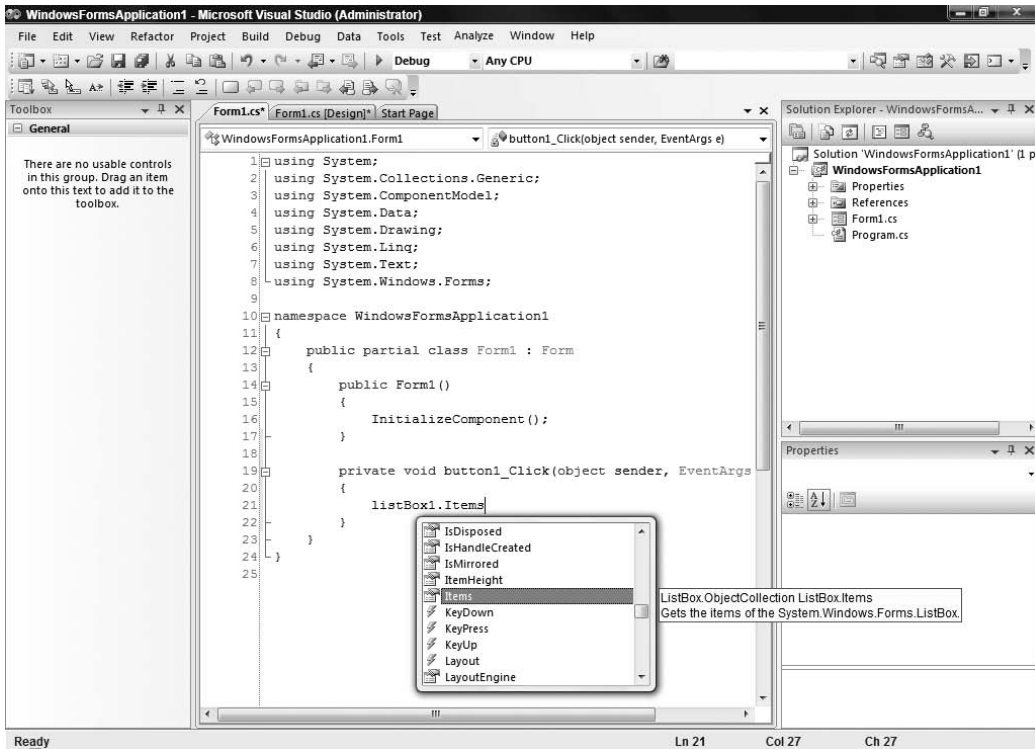 WindowsFormsApplication1 - Microsoft Visual Studio (Administrator)
File Edit View Refactor Project Build Debug Data Tools Test Analyze Window Help
Debug Any CPU
Toolbox
General
There are no usable controls
in this group. Drag an item
onto this text to add it to the
toolbox.
Form1.cs* Form1.cs [Design]* Start Page
WindowsFormsApplication1.Form1 button1_Click(object sender, EventArgs e)
1 using System;
2 using System.Collections.Generic;
3 using System.ComponentModel;
4 using System.Data;
5 using System.Drawing;
6 using System.Linq;
7 using System.Text;
8 using System.Windows.Forms;
9
10 namespace WindowsFormsApplication1
11 {
12 public partial class Form1 : Form
13 {
14 public Form1()
15 {
16 InitializeComponent();
17 }
18
19 private void button1_Click(object sender, EventArgs
20 {
21 listBox1.Items
22 }
23 }
24 }
25
IsDisposed
IsHandleCreated
IsMirrored
ItemHeight
Items
KeyDown
KeyPress
KeyUp
Layout
LayoutEngine
ListBox.ObjectCollection ListBox.Items
Gets the items of the System.Windows.Forms.ListBox.
Solution Explorer - WindowsFormsA...
Solution 'WindowsFormsApplication1' (1 p
WindowsFormsApplication1
Properties
References
Form1.cs
Program.cs
Properties
Ready Ln 21 Col 27 Ch 27